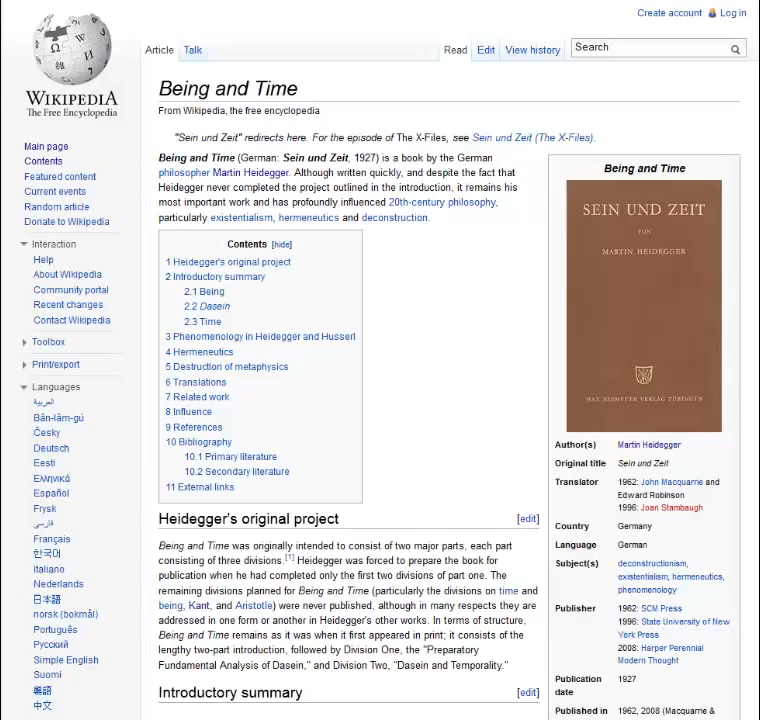 Create account Log in
Article Talk Read Edit View history Search
WIKIPEDIA
The Free Encyclopedia
Main page
Contents
Featured content
Current events
Random article
Donate to Wikipedia
Interaction
Help
About Wikipedia
Community portal
Recent changes
Contact Wikipedia
Toolbox
Print/export
Languages
العربية
Bân-lâm-gú
Česky
Deutsch
Eesti
Ελληνικά
Español
Frysk
فارسی
Français
한국어
Italiano
Nederlands
日本語
norsk (bokmål)
Português
Русский
Simple English
Suomi
粵語
中文
Being and Time
From Wikipedia, the free encyclopedia
"Sein und Zeit" redirects here. For the episode of The X-Files, see Sein und Zeit (The X-Files).
Being and Time (German: Sein und Zeit, 1927) is a book by the German
philosopher Martin Heidegger. Although written quickly, and despite the fact that
Heidegger never completed the project outlined in the introduction, it remains his
most important work and has profoundly influenced 20th-century philosophy,
particularly existentialism, hermeneutics and deconstruction.
Contents [hide]
1 Heidegger's original project
2 Introductory summary
2.1 Being
2.2 Dasein
2.3 Time
3 Phenomenology in Heidegger and Husserl
4 Hermeneutics
5 Destruction of metaphysics
6 Translations
7 Related work
8 Influence
9 References
10 Bibliography
10.1 Primary literature
10.2 Secondary literature
11 External links
Heidegger's original project [edit]
Being and Time was originally intended to consist of two major parts, each part
consisting of three divisions.[1] Heidegger was forced to prepare the book for
publication when he had completed only the first two divisions of part one. The
remaining divisions planned for Being and Time (particularly the divisions on time and
being, Kant, and Aristotle) were never published, although in many respects they are
addressed in one form or another in Heidegger's other works. In terms of structure,
Being and Time remains as it was when it first appeared in print; it consists of the
lengthy two-part introduction, followed by Division One, the "Preparatory
Fundamental Analysis of Dasein," and Division Two, "Dasein and Temporality."
Introductory summary [edit]
Being and Time
SEIN UND ZEIT
VON
MARTIN HEIDEGGER
MAX NIEMEYER VERLAG TÜBINGEN
Author(s) Martin Heidegger
Original title Sein und Zeit
Translator 1962: John Macquarrie and
Edward Robinson
1996: Joan Stambaugh
Country Germany
Language German
Subject(s) deconstructionism,
existentialism, hermeneutics,
phenomenology
Publisher 1962: SCM Press
1996: State University of New
York Press
2008: Harper Perennial
Modern Thought
Publication 1927
date
Published in 1962, 2008 (Macquarie &